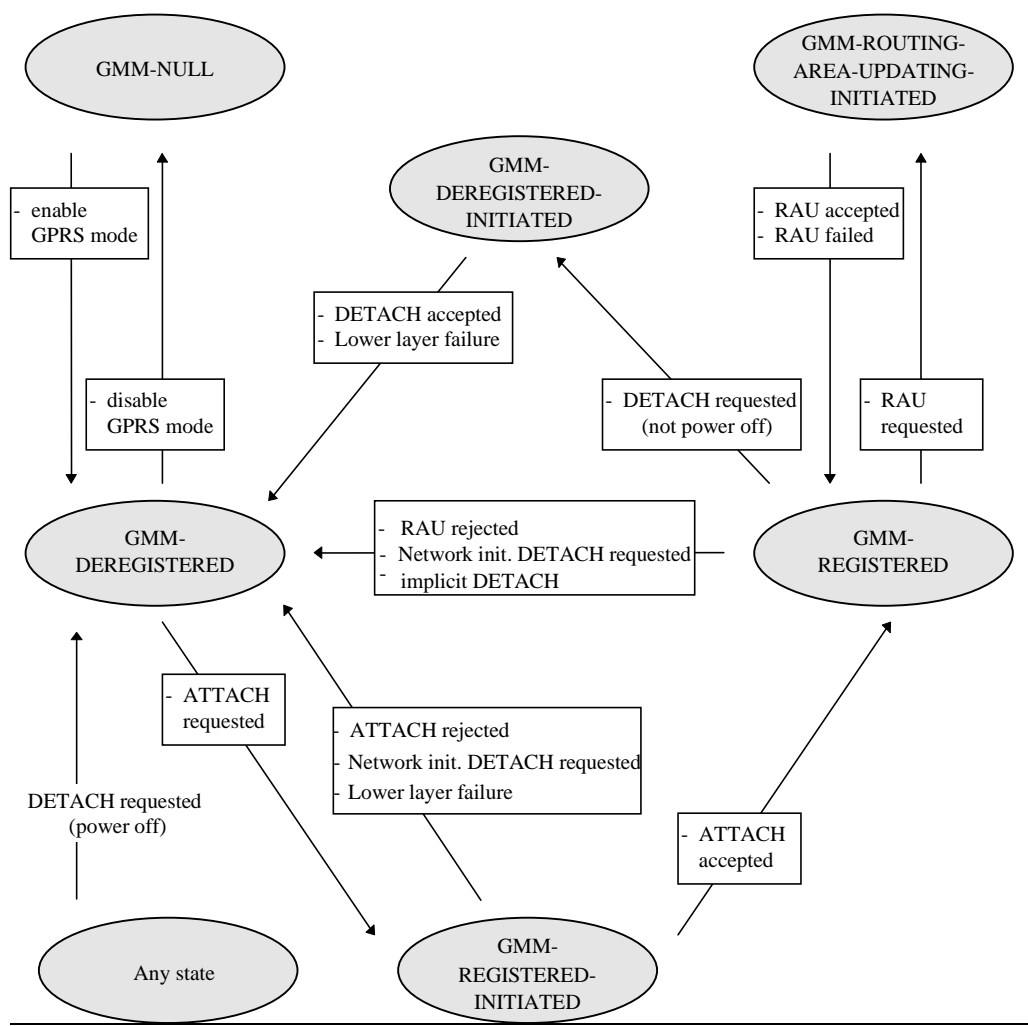 GMM-NULL
GMM-ROUTING-
AREA-UPDATING-
INITIATED
GMM-
DEREGISTERED-
INITIATED
- enable
GPRS mode
- RAU accepted
- RAU failed
- DETACH accepted
- Lower layer failure
- disable
GPRS mode
- DETACH requested
(not power off)
- RAU
requested
GMM-
DEREGISTERED
- RAU rejected
- Network init. DETACH requested
- implicit DETACH
GMM-
REGISTERED
- ATTACH
requested
- ATTACH rejected
- Network init. DETACH requested
- Lower layer failure
DETACH requested
(power off)
- ATTACH
accepted
Any state
GMM-
REGISTERED-
INITIATED